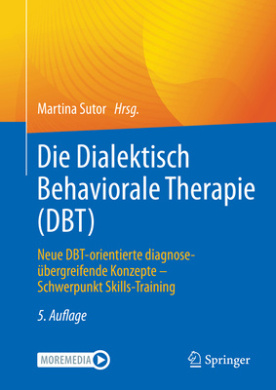 Martina Sutor Hrsg.
Die Dialektisch
Behaviorale Therapie
(DBT)
Neue DBT-orientierte diagnose-
übergreifende Konzepte –
Schwerpunkt Skills-Training
5. Auflage
MOREMEDIA
Springer